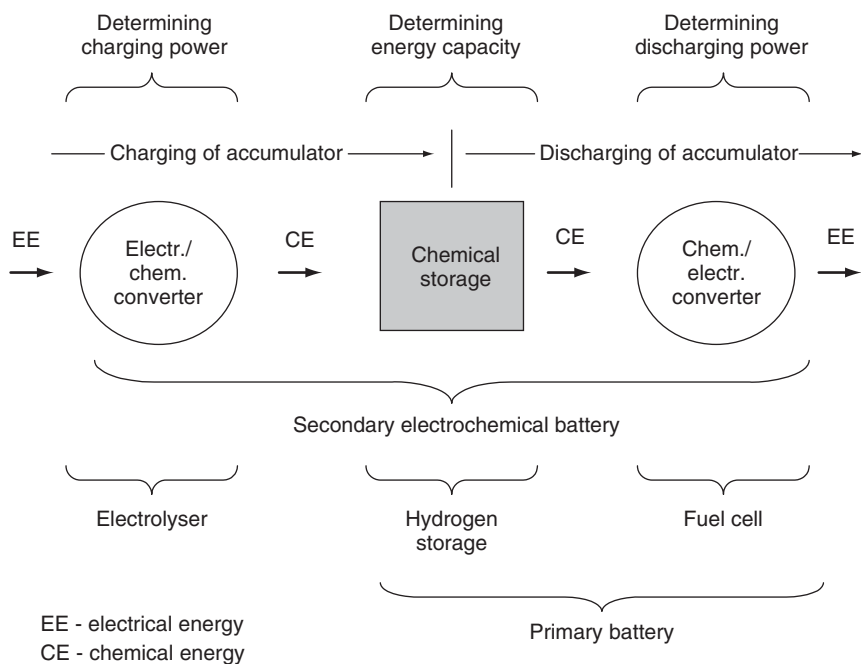 Determining
charging power
Determining
energy capacity
Determining
discharging power
Charging of accumulator
Discharging of accumulator
EE
Electr./
chem.
converter
CE
Chemical
storage
CE
Chem./
electr.
converter
EE
Secondary electrochemical battery
Electrolyser
Hydrogen
storage
Fuel cell
Primary battery
EE - electrical energy
CE - chemical energy